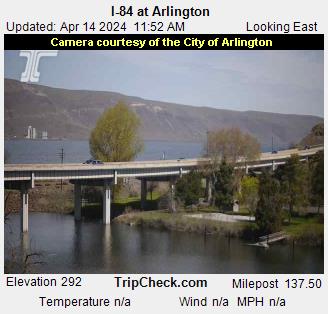 I-84 at Arlington
Updated: Apr 14 2024 11:52 AM Looking East
Camera courtesy of the City of Arlington
Elevation 292 TripCheck.com Milepost 137.50
Temperature n/a Wind n/a MPH n/a